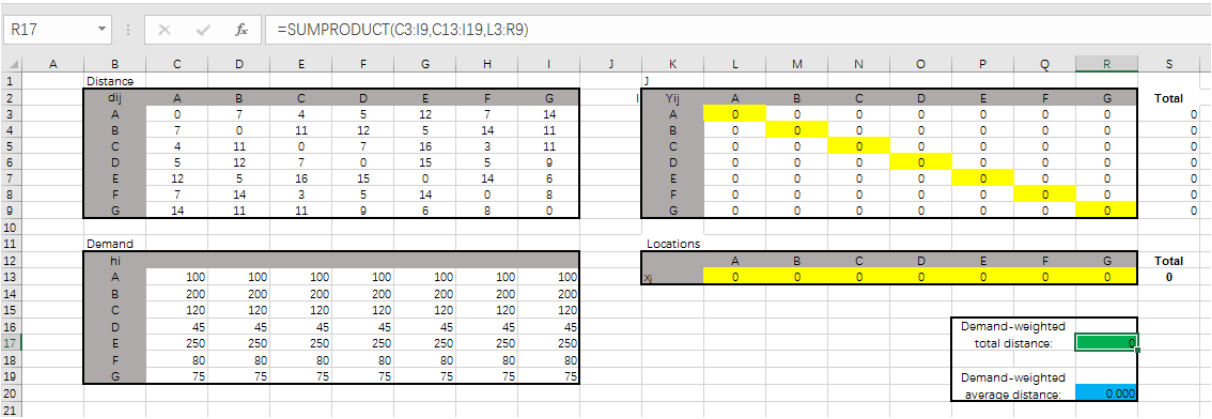 R17 fx =SUMPRODUCT(C3:I9,C13:I19,L3:R9)
A B C D E F G H I J K L M N O P Q R S
1 Distance J
2 dij A B C D E F G I Yij A B C D E F G Total
3 A 0 7 4 5 12 7 14 A 0 0 0 0 0 0 0 0
4 B 7 0 11 12 5 14 11 B 0 0 0 0 0 0 0 0
5 C 4 11 0 7 16 3 11 C 0 0 0 0 0 0 0 0
6 D 5 12 7 0 15 5 9 D 0 0 0 0 0 0 0 0
7 E 12 5 16 15 0 14 6 E 0 0 0 0 0 0 0 0
8 F 7 14 3 5 14 0 8 F 0 0 0 0 0 0 0 0
9 G 14 11 11 9 6 8 0 G 0 0 0 0 0 0 0 0
10
11 Demand Locations
12 hi A B C D E F G Total
13 A 100 100 100 100 100 100 100 Xj 0 0 0 0 0 0 0 0
14 B 200 200 200 200 200 200 200
15 C 120 120 120 120 120 120 120
16 D 45 45 45 45 45 45 45 Demand-weighted
17 E 250 250 250 250 250 250 250 total distance: 0
18 F 80 80 80 80 80 80 80
19 G 75 75 75 75 75 75 75 Demand-weighted
20 average distance: 0.000
21